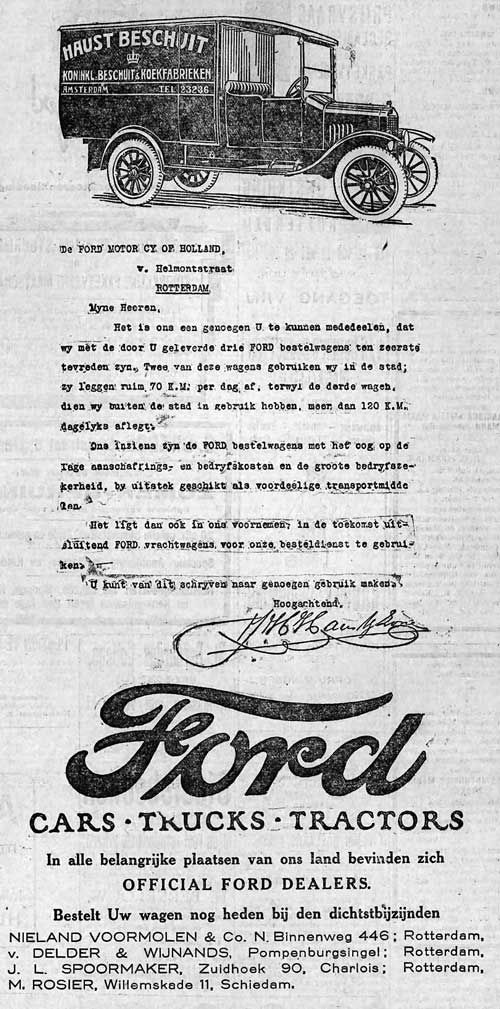 HAUST BESCHUIT
KONINKL. BESCHUIT & KOEKFABRIEKEN
AMSTERDAM TEL 23236
De FORD MOTOR CY. OF HOLLAND,
v. Helmontstraat
ROTTERDAM
Myne Heeren,
Het is ons een genoegen U te kunnen mededeelen, dat
wy met de door U geleverde drie FORD bestelwagens ten zeerste
tevreden zyn. Twee van deze wagens gebruiken wy in de stad;
zy leggen ruim 70 K.M. per dag af, terwyl de derde wagen,
dien wy buiten de stad in gebruik hebben, meer dan 120 K.M.
dagelyks aflegt.
Ons inziens zyn de FORD bestelwagens met het oog op de
lage aanschaffings- en bedryfskosten en de groote bedryfsze-
kerheid, by uitstek geschikt als voordeelige transportmidde
len.
Het ligt dan ook in ons voornemen, in de toekomst uit-
sluitend FORD vrachtwagens voor onze besteldienst te gebrui-
ken.
U kunt van dit schryven naar genoegen gebruik maken.
Hoogachtend,
Ford
CARS · TRUCKS · TRACTORS
In alle belangrijke plaatsen van ons land bevinden zich
OFFICIAL FORD DEALERS.
Bestelt Uw wagen nog heden bij den dichtstbijzijnden
NIELAND VOORMOLEN & Co. N. Binnenweg 446; Rotterdam,
v. DELDER & WIJNANDS, Pompenburgsingel; Rotterdam,
J. L. SPOORMAKER, Zuidhoek 90, Charlois; Rotterdam,
M. ROSIER, Willemskade 11, Schiedam.